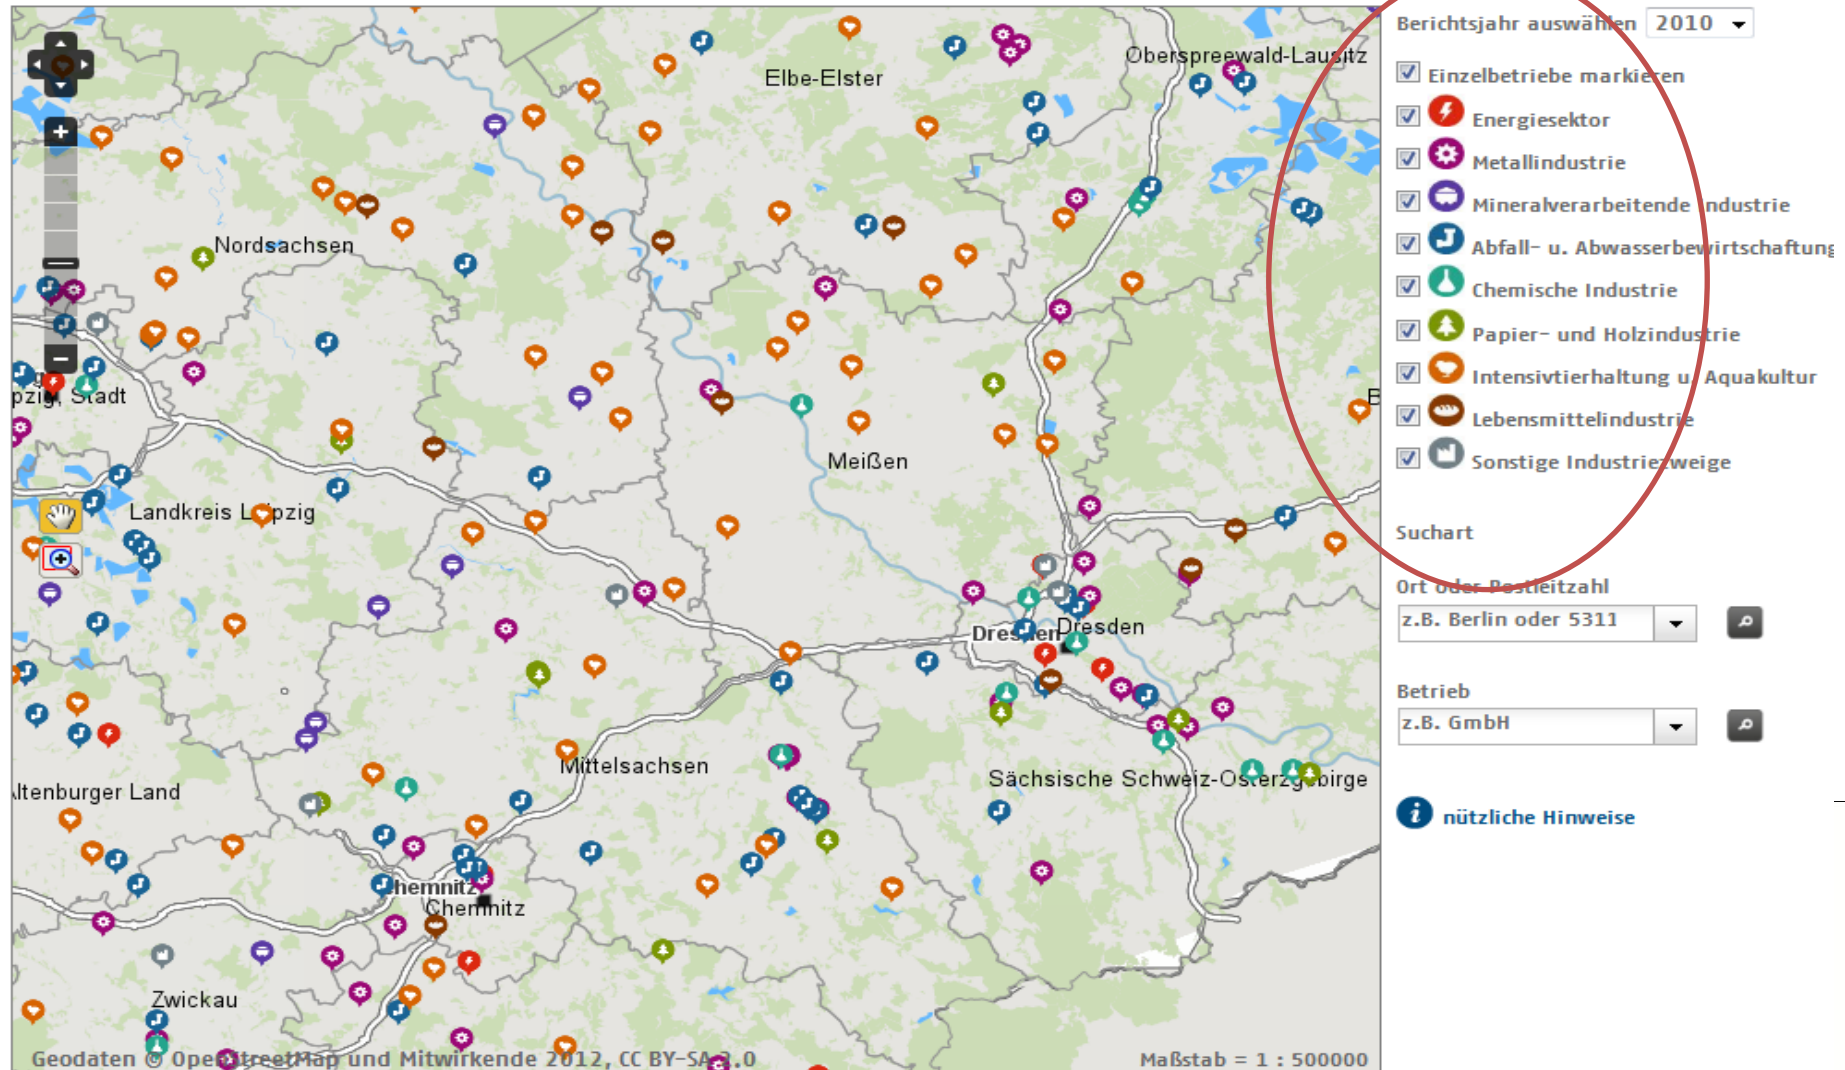 Oberspreewald-Lausitz
Elbe-Elster
Nordsachsen
pzig, Stadt
Meißen
Landkreis Leipzig
Dresden
Dresden
Mittelsachsen
Sächsische Schweiz-Osterzgebirge
Altenburger Land
Chemnitz
Chemnitz
Zwickau
Geodaten © OpenStreetMap und Mitwirkende 2012, CC BY-SA 3.0
Maßstab = 1 : 500000
Berichtsjahr auswählen 2010
Einzelbetriebe markieren
Energiesektor
Metallindustrie
Mineralverarbeitende Industrie
Abfall- u. Abwasserbewirtschaftung
Chemische Industrie
Papier- und Holzindustrie
Intensivtierhaltung u. Aquakultur
Lebensmittelindustrie
Sonstige Industriezweige
Suchart
Ort oder Postleitzahl
z.B. Berlin oder 5311
Betrieb
z.B. GmbH
nützliche Hinweise